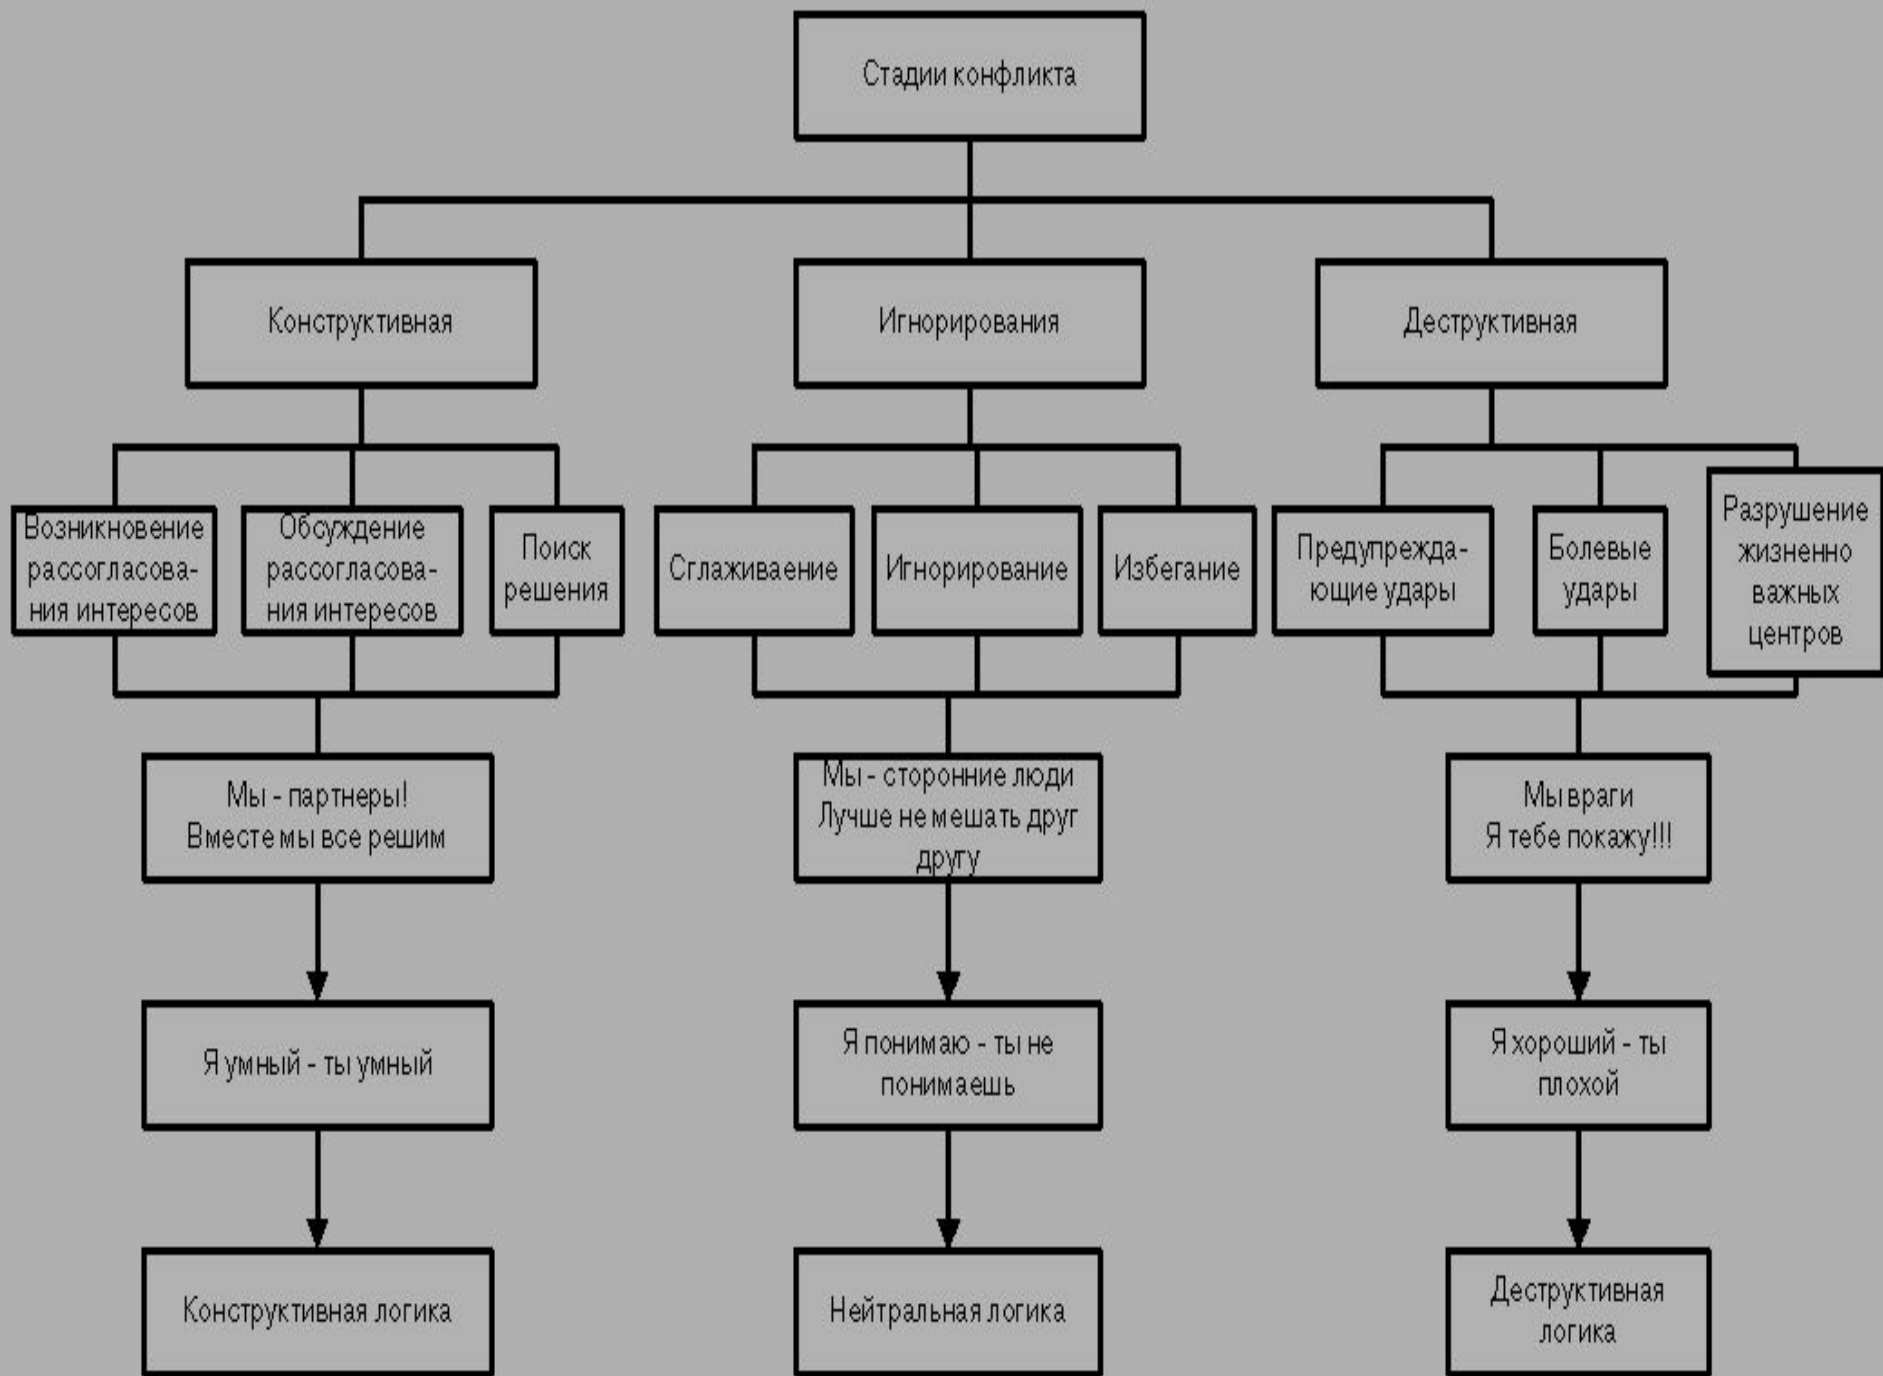 Стадии конфликта
Конструктивная
Игнорирования
Деструктивная
Возникновение
рассогласова-
ния интересов
Обсуждение
рассогласова-
ния интересов
Поиск
решения
Сглаживаение
Игнорирование
Избегание
Предупрежда-
ющие удары
Болевые
удары
Разрушение
жизненно
важных
центров
Мы - партнеры!
Вместе мы все решим
Мы - сторонние люди
Лучше не мешать друг
другу
Мы враги
Я тебе покажу!!!
Я умный - ты умный
Я понимаю - ты не
понимаешь
Я хороший - ты
плохой
Конструктивная логика
Нейтральная логика
Деструктивная
логика